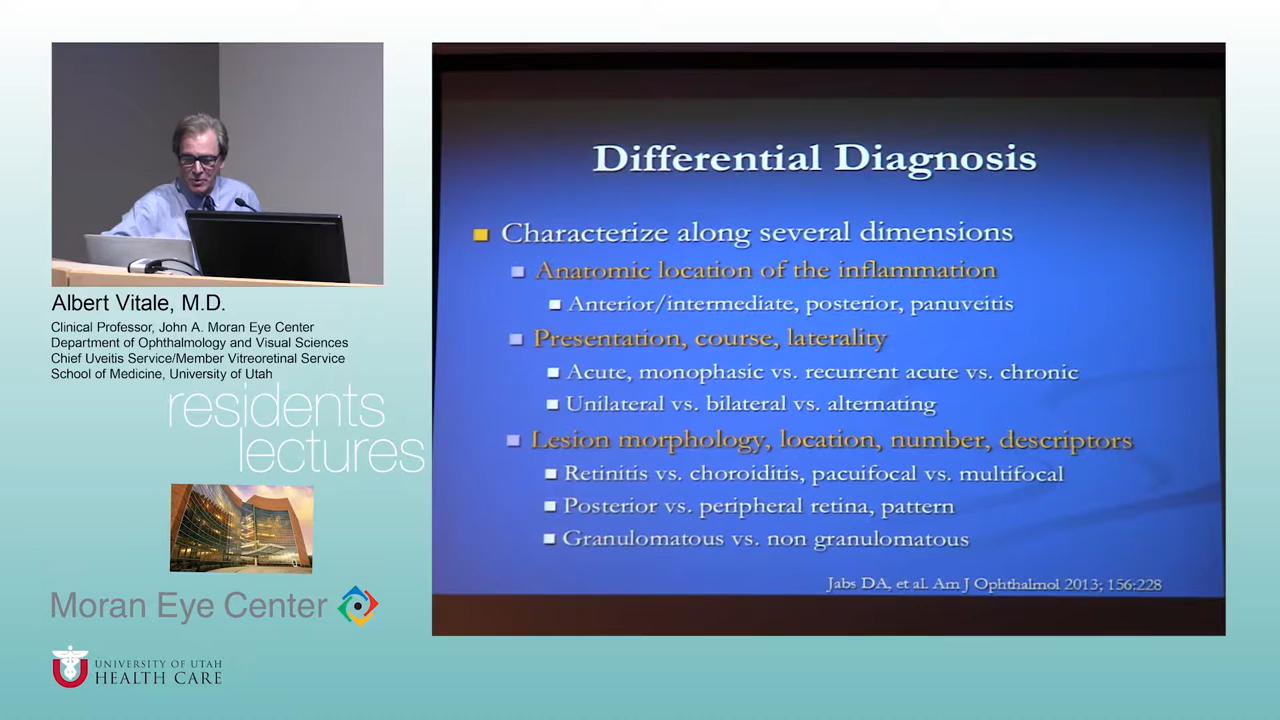 Albert Vitale, M.D.
Clinical Professor, John A. Moran Eye Center
Department of Ophthalmology and Visual Sciences
Chief Uveitis Service/Member Vitreoretinal Service
School of Medicine, University of Utah
residents
lectures
Moran Eye Center
UNIVERSITY OF UTAH
HEALTH CARE
Differential Diagnosis
Characterize along several dimensions
Anatomic location of the inflammation
Anterior/intermediate, posterior, panuveitis
Presentation, course, laterality
Acute, monophasic vs. recurrent acute vs. chronic
Unilateral vs. bilateral vs. alternating
Lesion morphology, location, number, descriptors
Retinitis vs. choroiditis, pacuifocal vs. multifocal
Posterior vs. peripheral retina, pattern
Granulomatous vs. non granulomatous
Jabs DA, et al. Am J Ophthalmol 2013; 156:228